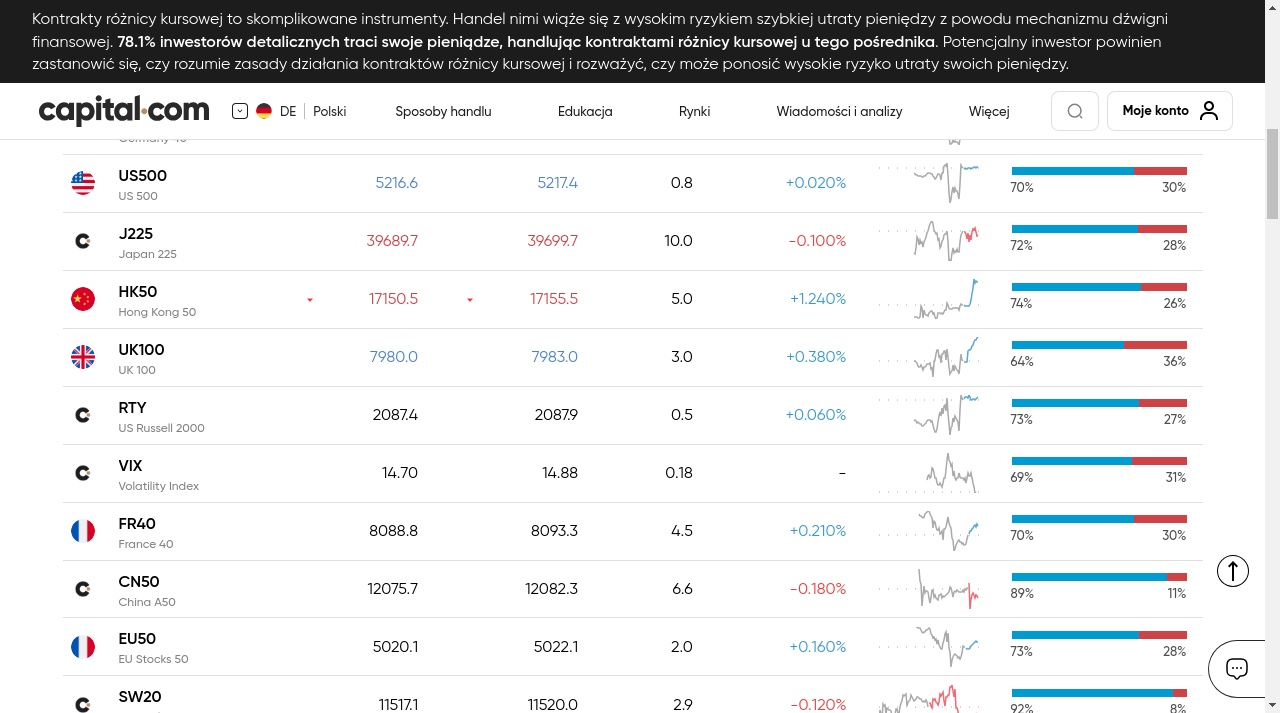 Kontrakty różnicy kursowej to skomplikowane instrumenty. Handel nimi wiąże się z wysokim ryzykiem szybkiej utraty pieniędzy z powodu mechanizmu dźwigni
finansowej. 78.1% inwestorów detalicznych traci swoje pieniądze, handlując kontraktami różnicy kursowej u tego pośrednika. Potencjalny inwestor powinien
zastanowić się, czy rozumie zasady działania kontraktów różnicy kursowej i rozważyć, czy może ponosić wysokie ryzyko utraty swoich pieniędzy.
capital.com DE Polski Sposoby handlu Edukacja Rynki Wiadomości i analizy Więcej Moje konto
US500 5216.6 5217.4 0.8 +0.020%
US 500 70% 30%
J225 39689.7 39699.7 10.0 -0.100%
Japan 225 72% 28%
HK50 17150.5 17155.5 5.0 +1.240%
Hong Kong 50 74% 26%
UK100 7980.0 7983.0 3.0 +0.380%
UK 100 64% 36%
RTY 2087.4 2087.9 0.5 +0.060%
US Russell 2000 73% 27%
VIX 14.70 14.88 0.18 -
Volatility Index 69% 31%
FR40 8088.8 8093.3 4.5 +0.210%
France 40 70% 30%
CN50 12075.7 12082.3 6.6 -0.180%
China A50 89% 11%
EU50 5020.1 5022.1 2.0 +0.160%
EU Stocks 50 73% 28%
SW20 11517.1 11520.0 2.9 -0.120%
92% 8%